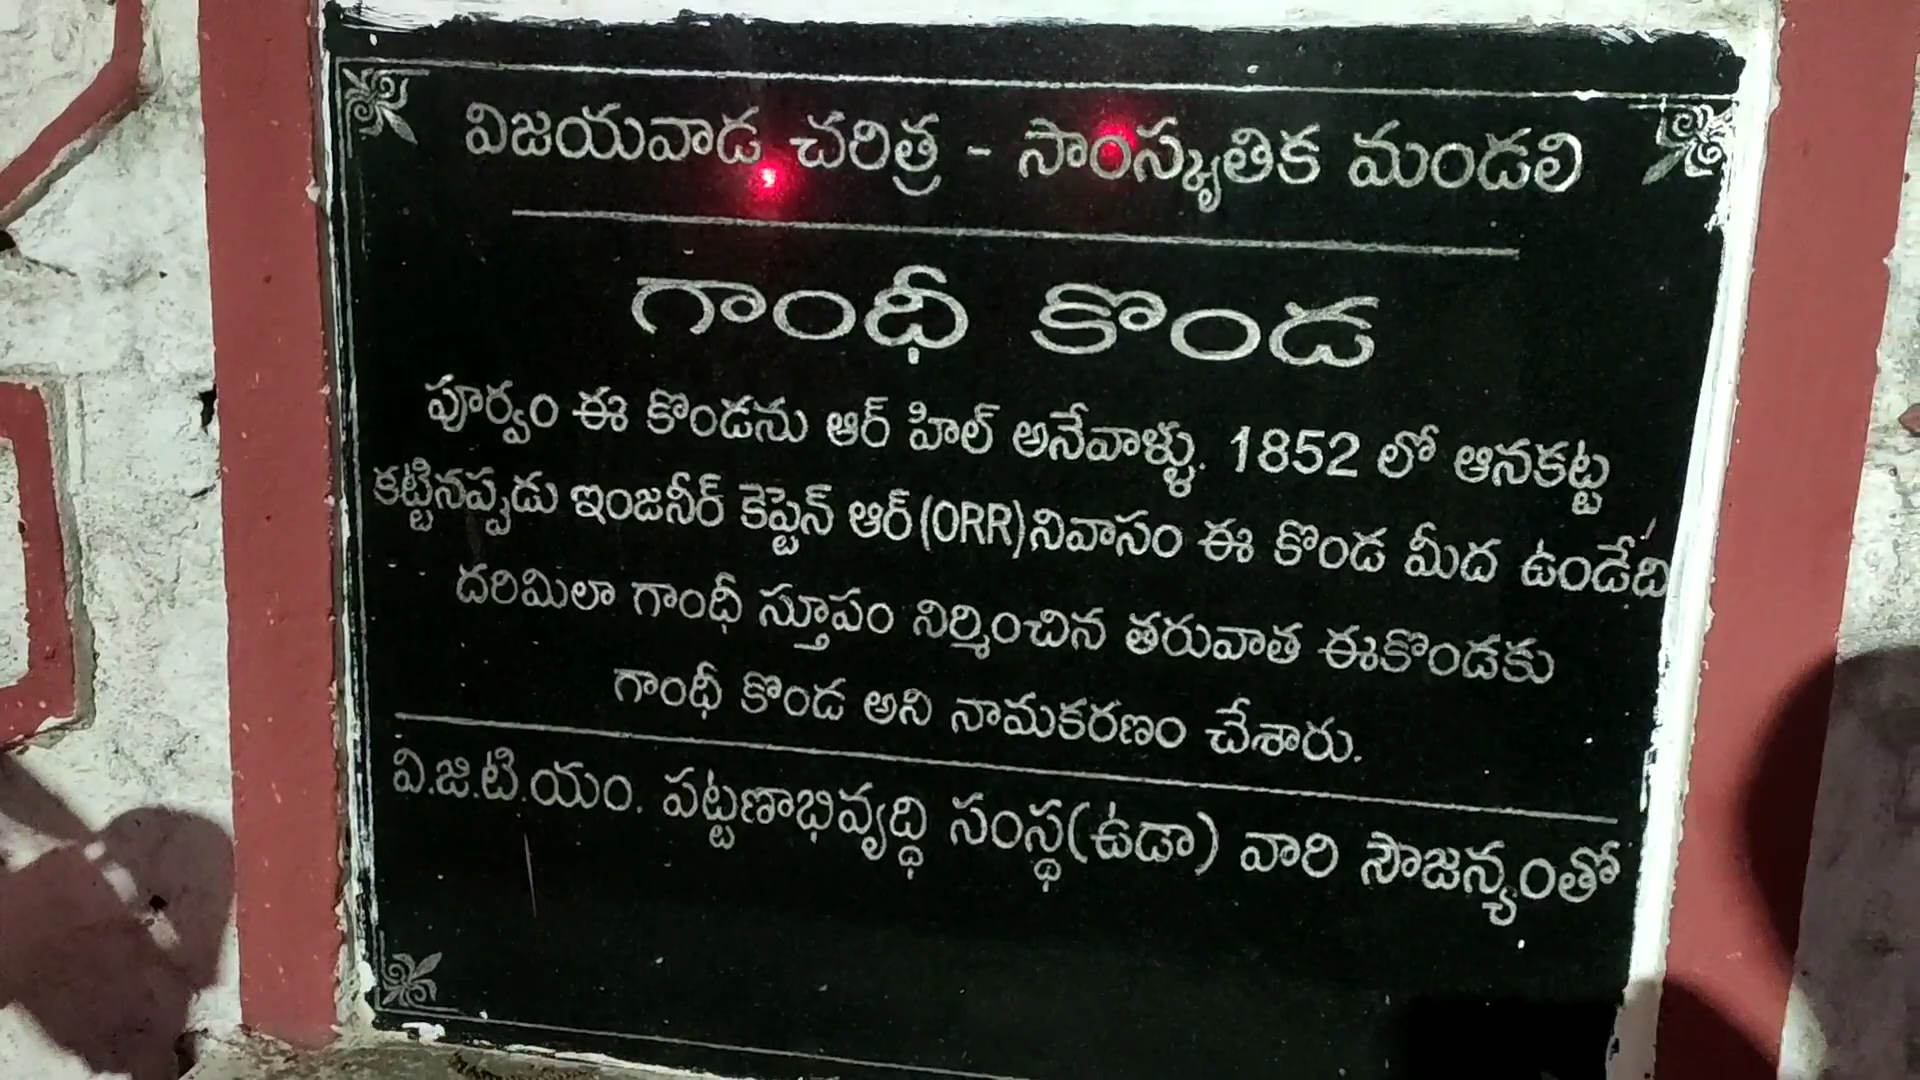 విజయవాడ చరిత్ర - సాంస్కృతిక మండలి
గాంధీ కొండ
పూర్వం ఈ కొండను ఆర్ హిల్ అనేవాళ్ళు. 1852 లో ఆనకట్ట
కట్టినప్పడు ఇంజనీర్ కెప్టెన్ ఆర్ (ORR) నివాసం ఈ కొండ మీద ఉండేది
దరిమిలా గాంధీ స్తూపం నిర్మించిన తరువాత ఈకొండకు
గాంధీ కొండ అని నామకరణం చేశారు.
వి.జి.టి.యం. పట్టణాభివృద్ధి సంస్థ(ఉడా) వారి సౌజన్యంతో